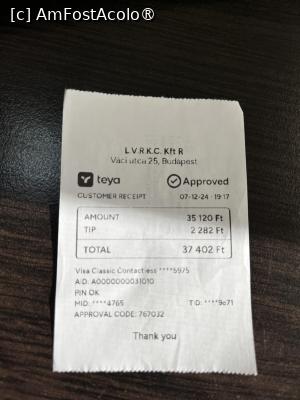 [c] AmFostAcolo®
L.V.R.K.C. Kft R
Váci utca 25, Budapest
teya Approved
CUSTOMER RECEIPT 07-12-24 · 19:17
AMOUNT 35 120 Ft
TIP 2 282 Ft
TOTAL 37 402 Ft
Visa Classic Contactless ****5975
AID: A0000000031010
PIN OK
MID: ****4765 TID: ****9c71
APPROVAL CODE: 767032
Thank you